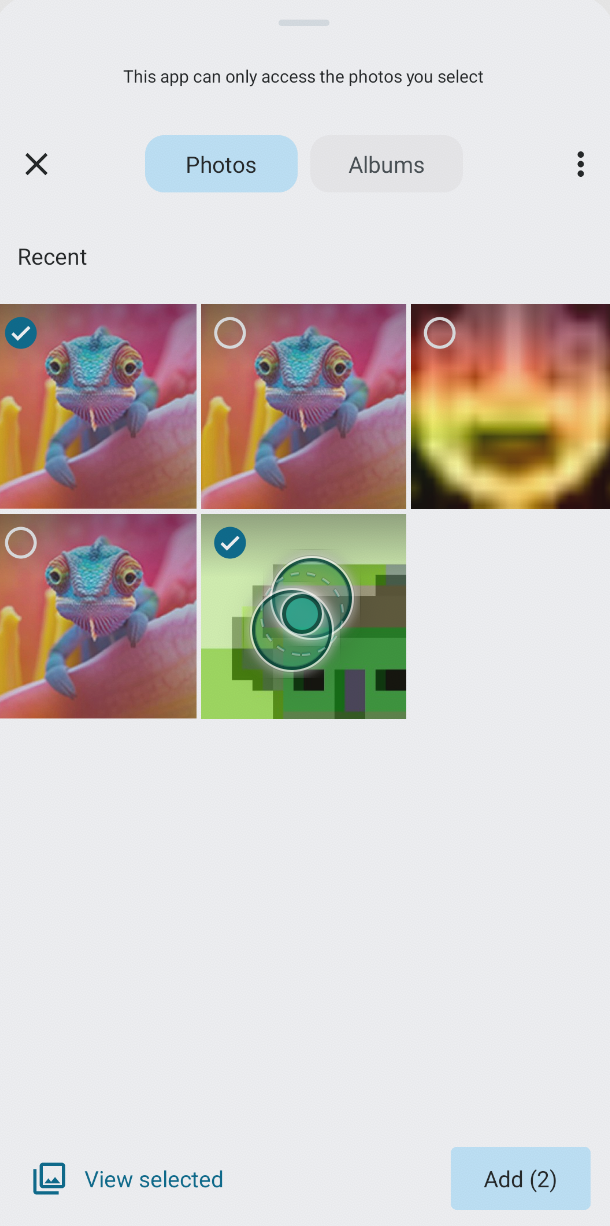 This app can only access the photos you select
Photos
Albums
Recent
View selected
Add (2)